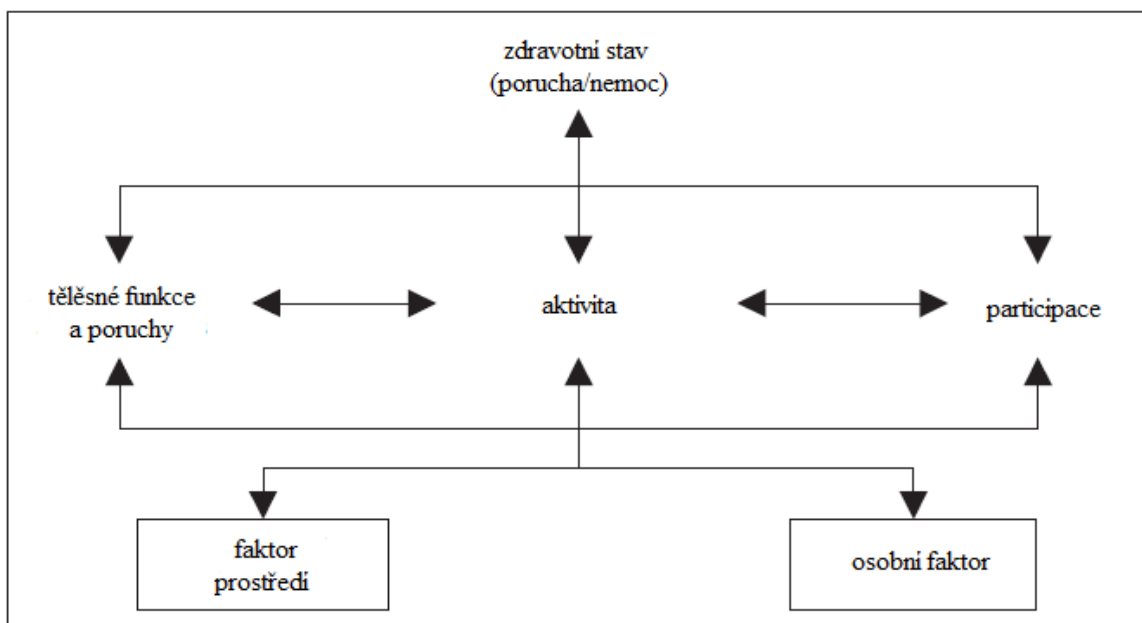 zdravotní stav
(porucha/nemoc)
tělěsné funkce
a poruchy
aktivita
participace
faktor
prostředí
osobní faktor